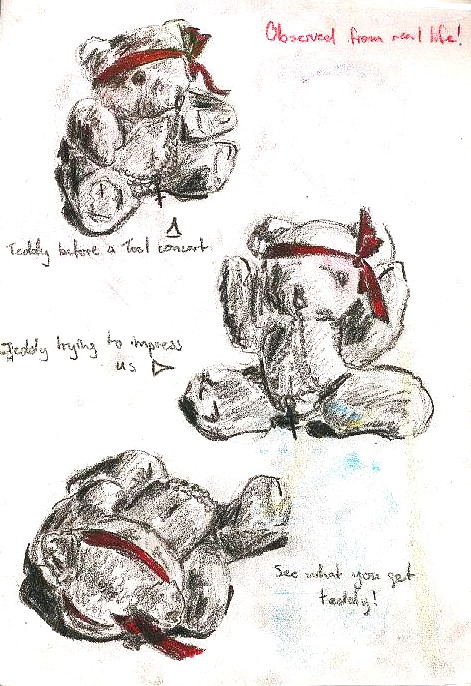 Observed from real life!
Teddy before a Tool concert
Teddy trying to impress
us
See what you get
teddy!